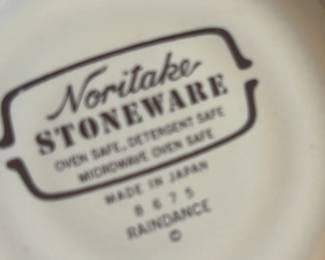 Noritake
STONEWARE
OVEN SAFE, DETERGENT SAFE
MICROWAVE OVEN SAFE
MADE IN JAPAN
8675
RAINDANCE
©